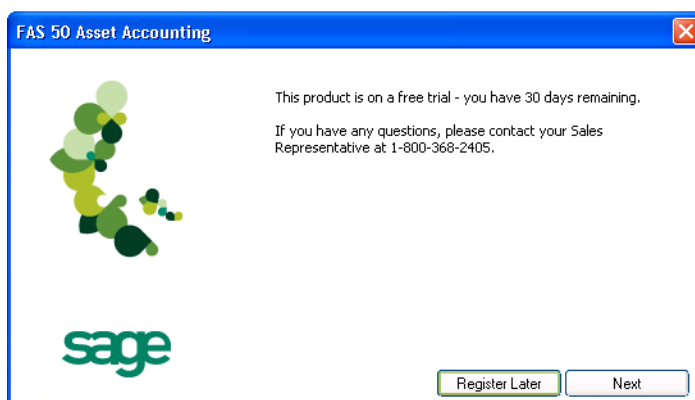 FAS 50 Asset Accounting
This product is on a free trial - you have 30 days remaining.
If you have any questions, please contact your Sales
Representative at 1-800-368-2405.
sage
Register Later
Next